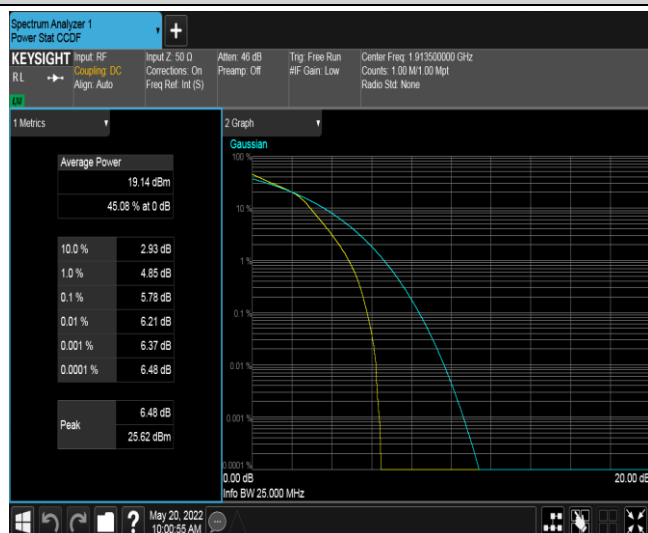 Spectrum Analyzer 1
Power Stat CCDF
+
KEYSIGHT
RL
LXI
Input: RF
Coupling: DC
Align: Auto
Input Z: 50 Ω
Corrections: On
Freq Ref: Int (S)
Atten: 46 dB
Preamp: Off
Trig: Free Run
#IF Gain: Low
Center Freq: 1.913500000 GHz
Counts: 1.00 M/1.00 Mpt
Radio Std: None
1 Metrics
Average Power
19.14 dBm
45.08 % at 0 dB
10.0 % 2.93 dB
1.0 % 4.85 dB
0.1 % 5.78 dB
0.01 % 6.21 dB
0.001 % 6.37 dB
0.0001 % 6.48 dB
Peak
6.48 dB
25.62 dBm
2 Graph
Gaussian
100 %
10 %
1 %
0.1 %
0.01 %
0.001 %
0.0001 %
0.00 dB 20.00 dB
Info BW 25.000 MHz
?
May 20, 2022
10:00:55 AM